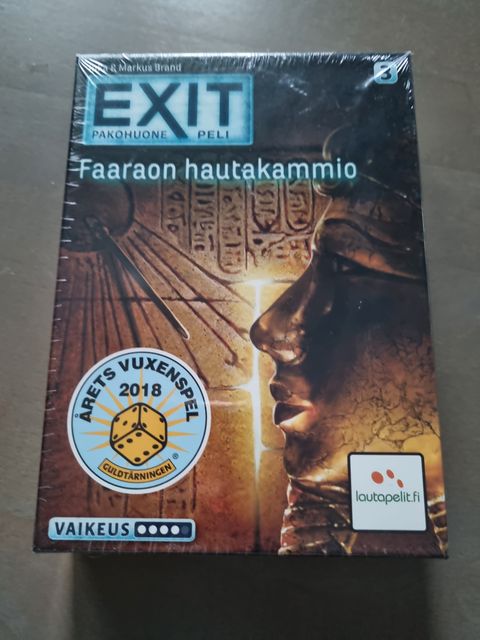 & Markus Brand
3
EXIT
PAKOHUONE PELI
Faaraon hautakammio
ÅRETS VUXENSPEL
2018
GULDTÄRNINGEN
®
lautapelit.fi
VAIKEUS